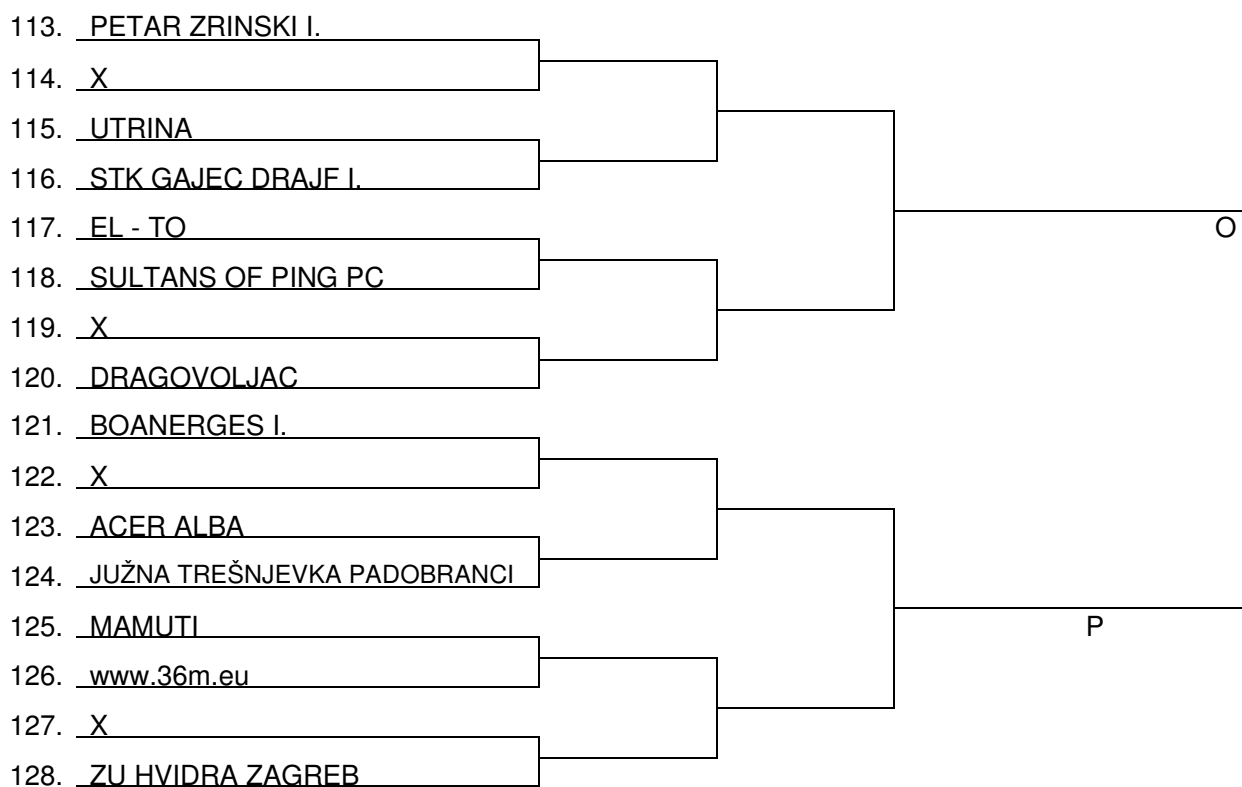 113. PETAR ZRINSKI I.
114. X
115. UTRINA
116. STK GAJEC DRAJF I.
117. EL - TO
O
118. SULTANS OF PING PC
119. X
120. DRAGOVOLJAC
121. BOANERGES I.
122. X
123. ACER ALBA
124. JUŽNA TREŠNJEVKA PADOBRANCI
125. MAMUTI
P
126. www.36m.eu
127. X
128. ZU HVIDRA ZAGREB